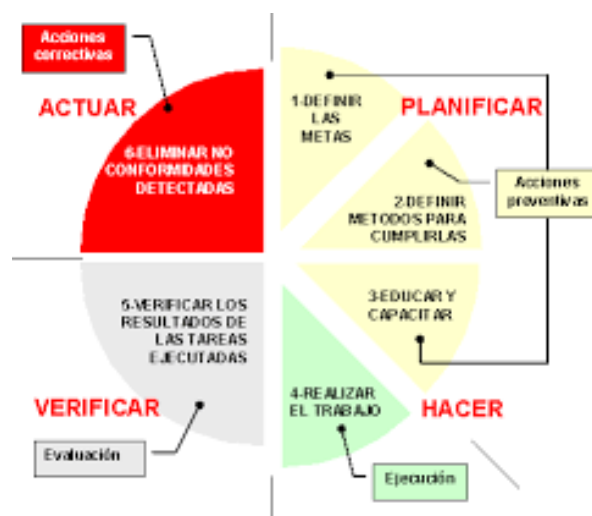 Acciones
correctivas
ACTUAR
6-ELIMINAR NO
CONFORMIDADES
DETECTADAS
1-DEFINIR
LAS
METAS
PLANIFICAR
2-DEFINIR
METODOS PARA
CUMPLIRLAS
Acciones
preventivas
3-EDUCAR Y
CAPACITAR
5-VERIFICAR LOS
RESULTADOS DE
LAS TAREAS
EJECUTADAS
4-REALIZAR
EL TRABAJO
VERIFICAR
HACER
Evaluación
Ejecución